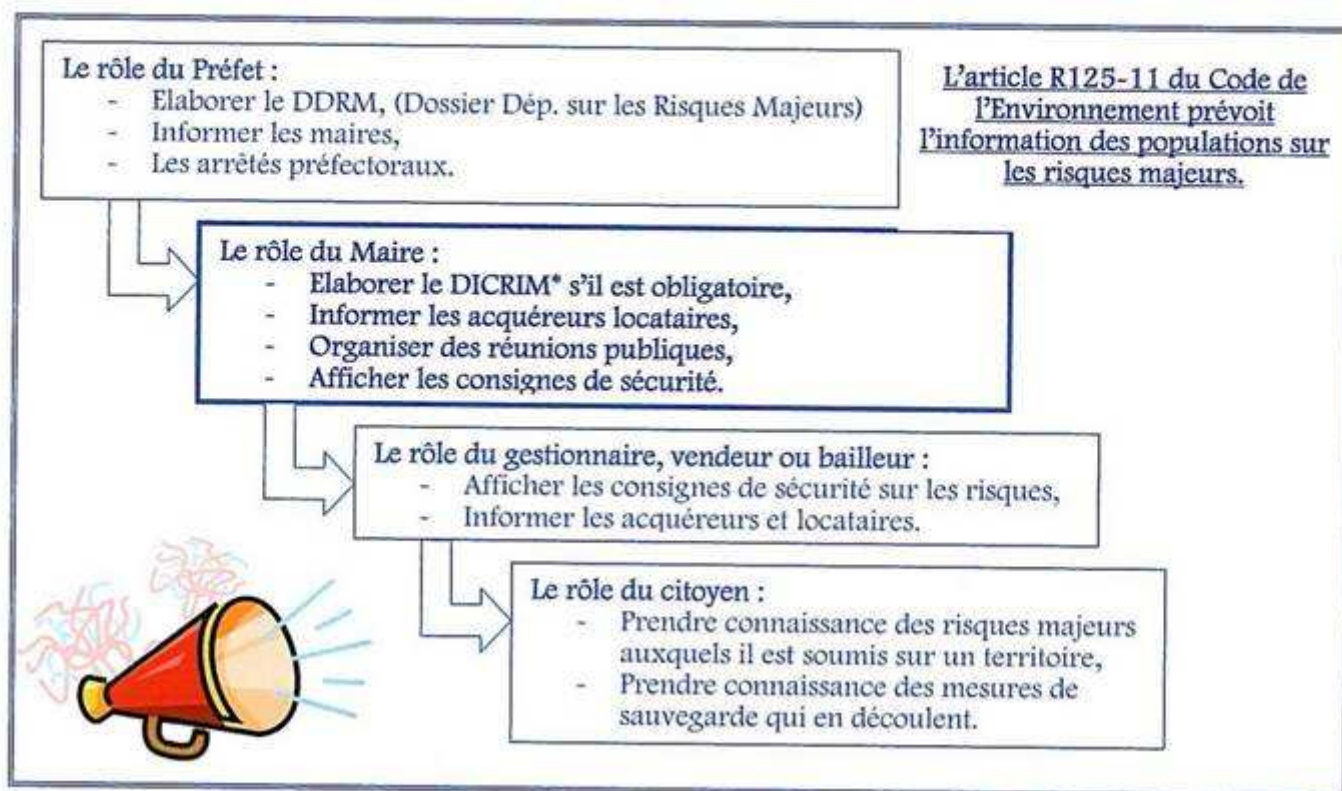 Le rôle du Préfet :
- Elaborer le DDRM, (Dossier Dép. sur les Risques Majeurs)
- Informer les maires,
- Les arrêtés préfectoraux.
L'article R125-11 du Code de
l'Environnement prévoit
l'information des populations sur
les risques majeurs.
Le rôle du Maire :
- Elaborer le DICRIM* s'il est obligatoire,
- Informer les acquéreurs locataires,
- Organiser des réunions publiques,
- Afficher les consignes de sécurité.
Le rôle du gestionnaire, vendeur ou bailleur :
- Afficher les consignes de sécurité sur les risques,
- Informer les acquéreurs et locataires.
Le rôle du citoyen :
- Prendre connaissance des risques majeurs
auxquels il est soumis sur un territoire,
- Prendre connaissance des mesures de
sauvegarde qui en découlent.